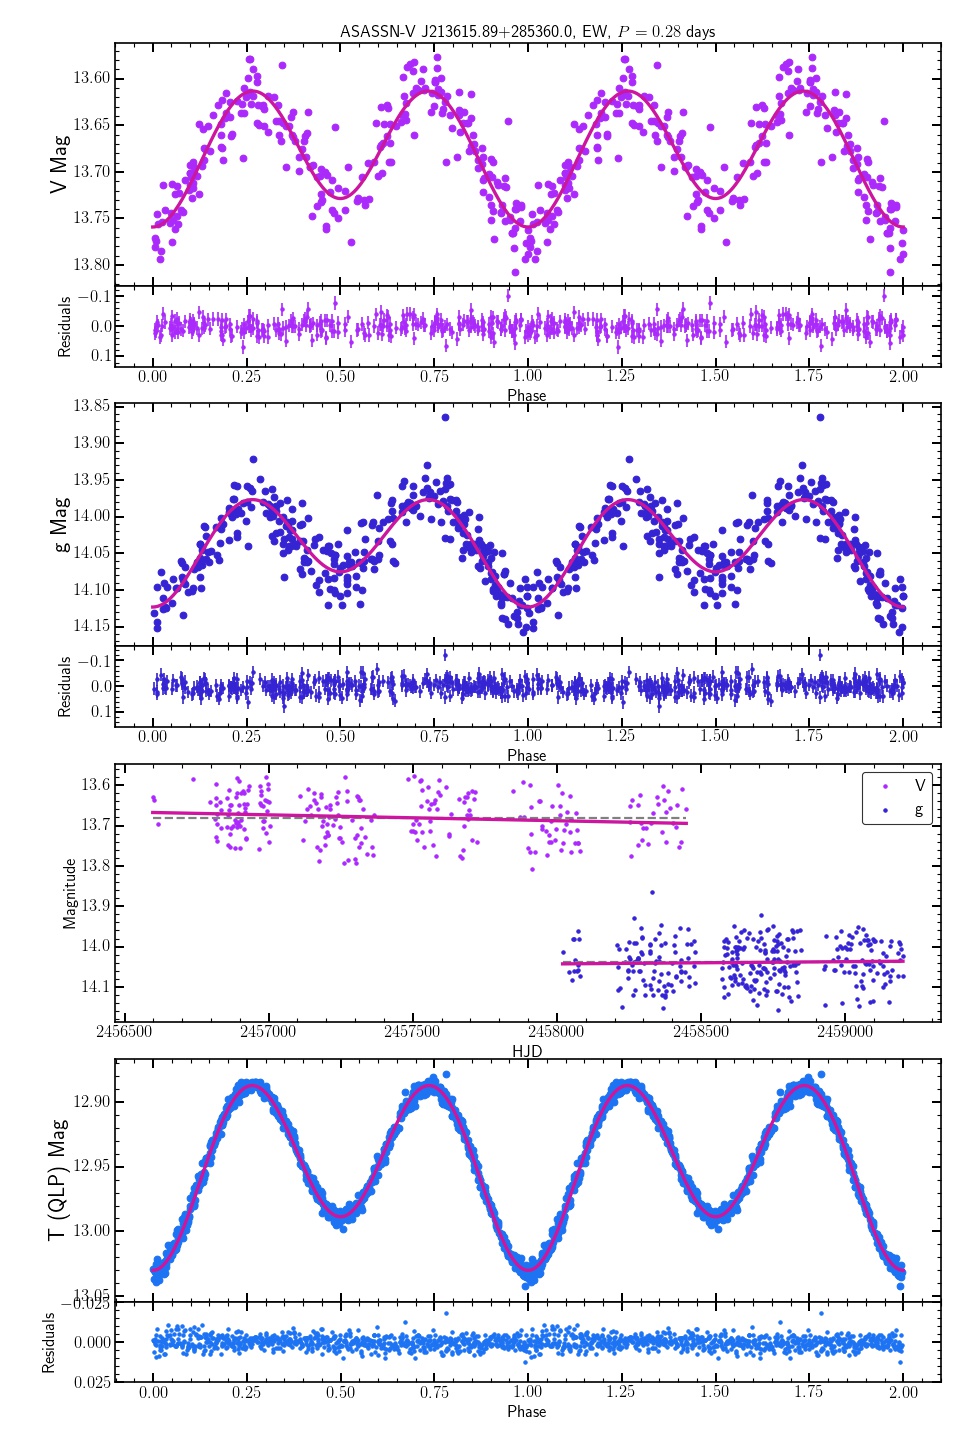 ASASSN-V J213615.89+285360.0, EW, P = 0.28 days
V Mag
13.60
13.65
13.70
13.75
13.80
Residuals
−0.1
0.0
0.1
0.00 0.25 0.50 0.75 1.00 1.25 1.50 1.75 2.00
Phase
g Mag
13.85
13.90
13.95
14.00
14.05
14.10
14.15
Residuals
−0.1
0.0
0.1
0.00 0.25 0.50 0.75 1.00 1.25 1.50 1.75 2.00
Phase
Magnitude
13.6
13.7
13.8
13.9
14.0
14.1
V
g
2456500 2457000 2457500 2458000 2458500 2459000
HJD
T (QLP) Mag
12.90
12.95
13.00
13.05
Residuals
−0.025
0.000
0.025
0.00 0.25 0.50 0.75 1.00 1.25 1.50 1.75 2.00
Phase